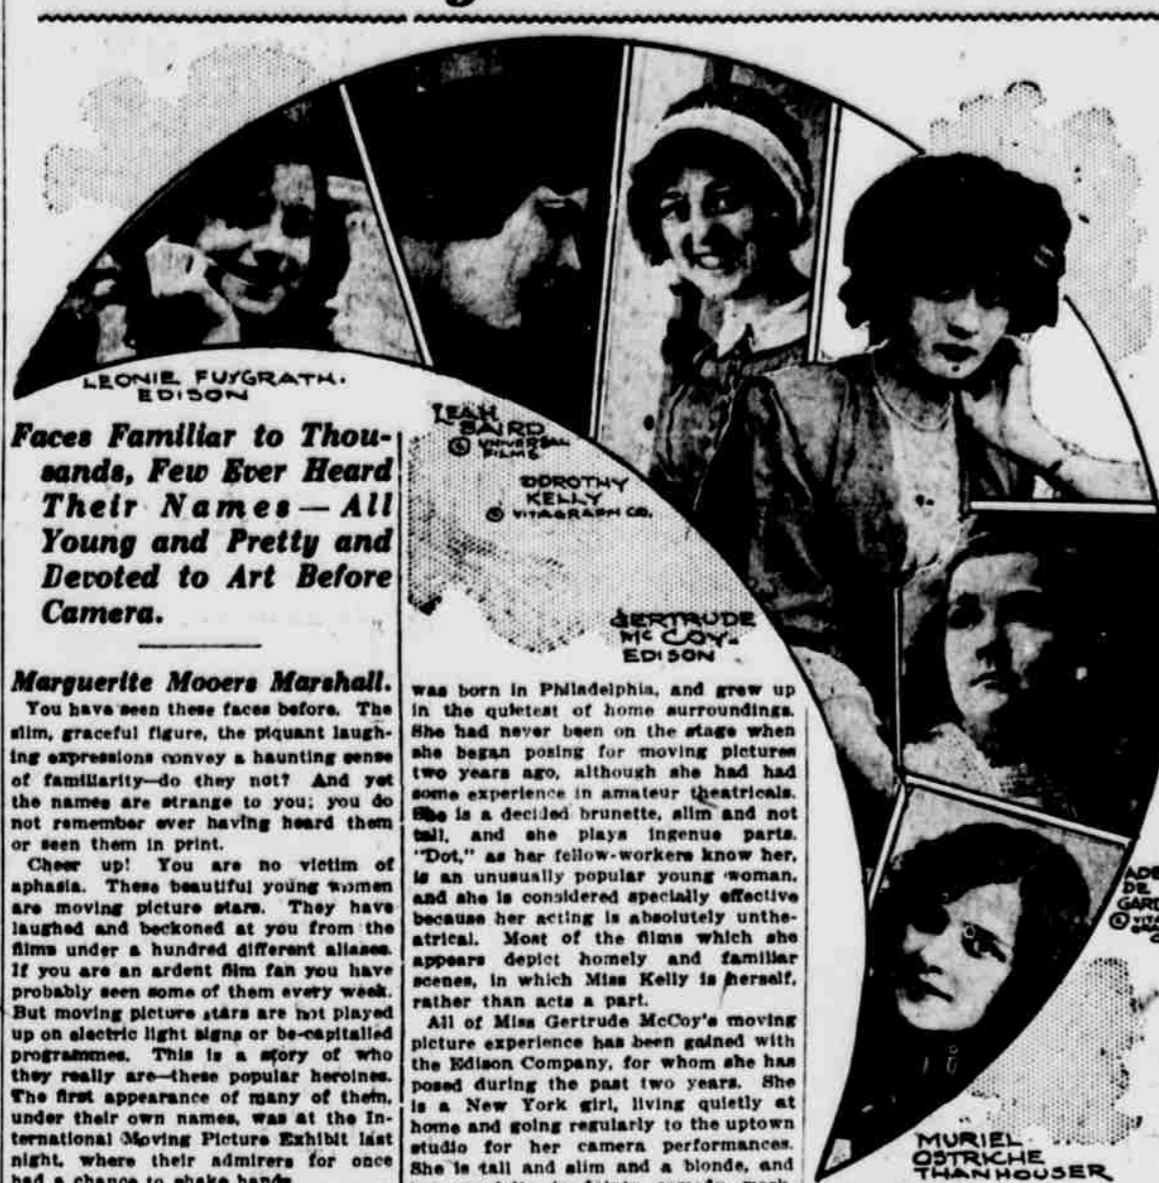 LEONIE FUYGRATH.
EDISON
LEAH
BAIRD
© UNIVERSAL
FILMS
DOROTHY
KELLY
© VITAGRAPH CO.
GERTRUDE
McCOY-
EDISON
ADE
DE
GARD
© VITA
GRA
C
MURIEL
OSTRICHE
THANHOUSER
Faces Familiar to Thou-
sands, Few Ever Heard
Their Names — All
Young and Pretty and
Devoted to Art Before
Camera.
Marguerite Mooers Marshall.
You have seen these faces before. The
slim, graceful figure, the piquant laugh-
ing expressions convey a haunting sense
of familiarity—do they not? And yet
the names are strange to you; you do
not remember ever having heard them
or seen them in print.
Cheer up! You are no victim of
aphasia. These beautiful young women
are moving picture stars. They have
laughed and beckoned at you from the
films under a hundred different aliases.
If you are an ardent film fan you have
probably seen some of them every week.
But moving picture stars are not played
up on electric light signs or be-capitalled
programmes. This is a story of who
they really are—these popular heroines.
The first appearance of many of them,
under their own names, was at the In-
ternational Moving Picture Exhibit last
night, where their admirers for once
had a chance to shake hands
was born in Philadelphia, and grew up
in the quietest of home surroundings.
She had never been on the stage when
she began posing for moving pictures
two years ago, although she had had
some experience in amateur theatricals.
She is a decided brunette, slim and not
tall, and she plays ingenue parts.
"Dot," as her fellow-workers know her,
is an unusually popular young woman,
and she is considered specially effective
because her acting is absolutely unthe-
atrical. Most of the films which she
appears depict homely and familiar
scenes, in which Miss Kelly is herself,
rather than acts a part.
All of Miss Gertrude McCoy's moving
picture experience has been gained with
the Edison Company, for whom she has
posed during the past two years. She
is a New York girl, living quietly at
home and going regularly to the uptown
studio for her camera performances.
She is tall and slim and a blonde, and